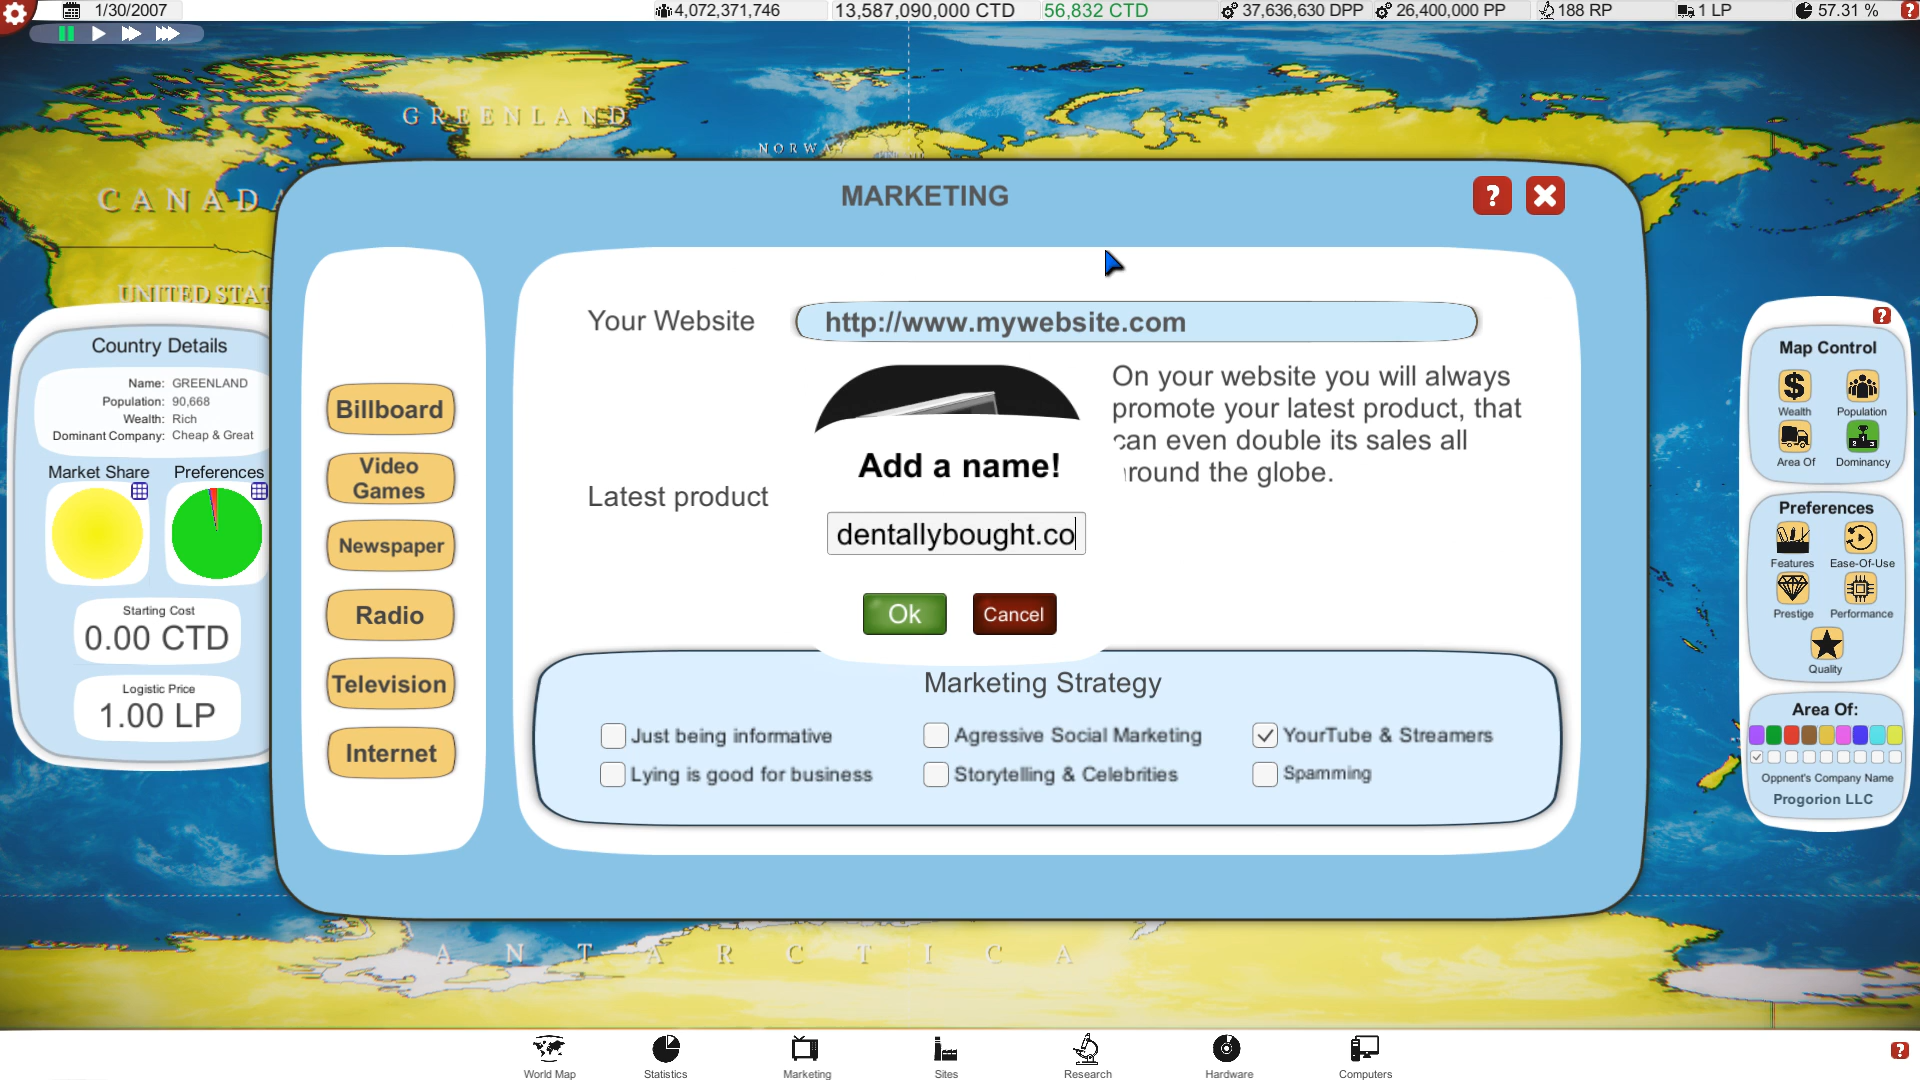 1/30/2007
4,072,371,746
13,587,090,000 CTD
56,832 CTD
37,636,630 DPP
26,400,000 PP
188 RP
1 LP
57.31 %
?
GREENLAND
NORWAY
CANADA
UNITED STAT
MARKETING
?
Your Website
http://www.mywebsite.com
On your website you will always
promote your latest product, that
can even double its sales all
around the globe.
Latest product
Add a name!
dentallybought.co
Ok
Cancel
Billboard
Video
Games
Newspaper
Radio
Television
Internet
Marketing Strategy
Just being informative
Agressive Social Marketing
YourTube & Streamers
Lying is good for business
Storytelling & Celebrities
Spamming
Country Details
Name: GREENLAND
Population: 90,668
Wealth: Rich
Dominant Company: Cheap & Great
Market Share
Preferences
Starting Cost
0.00 CTD
Logistic Price
1.00 LP
?
Map Control
Wealth
Population
Area Of
Dominancy
Preferences
Features
Ease-Of-Use
Prestige
Performance
Quality
Area Of:
Oppnent's Company Name
Progorion LLC
ANTARCTICA
World Map
Statistics
Marketing
Sites
Research
Hardware
Computers
?